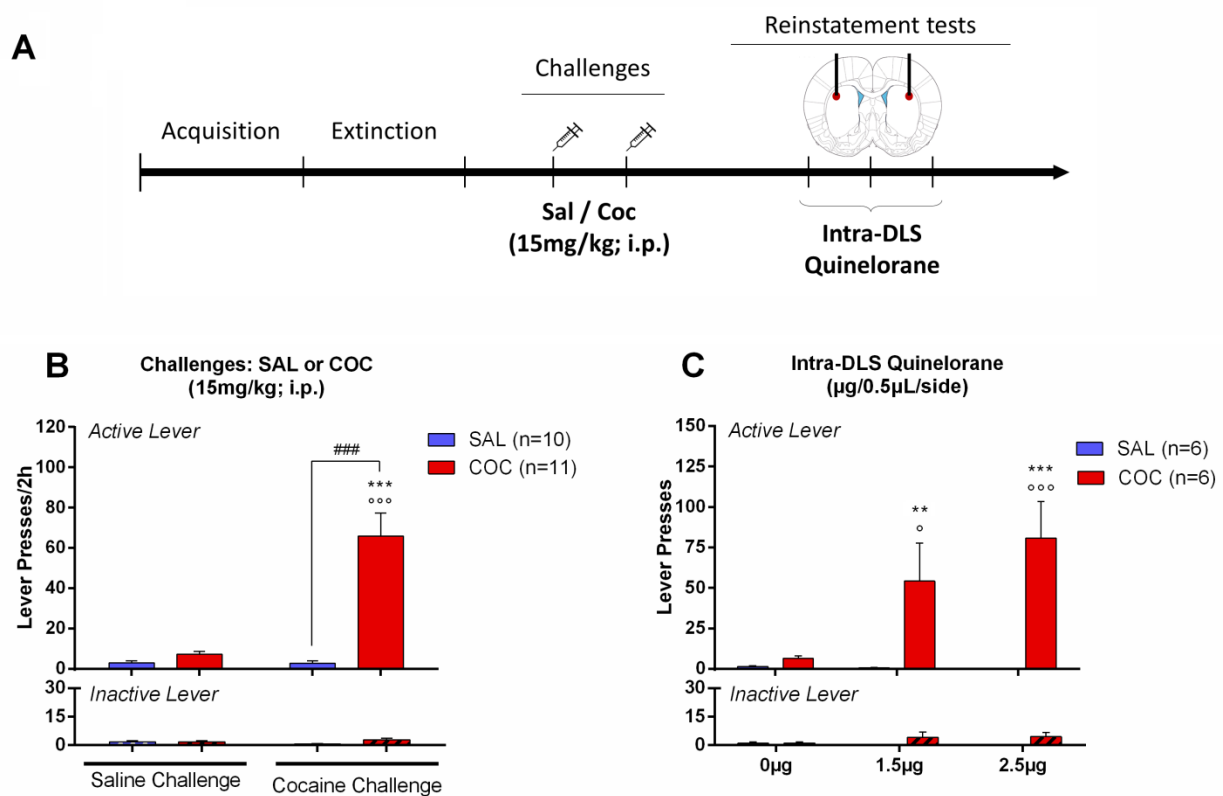 A
Reinstatement tests
Challenges
Acquisition
Extinction
Sal / Coc
(15mg/kg; i.p.)
Intra-DLS
Quinelorane
B
Challenges: SAL or COC
(15mg/kg; i.p.)
Active Lever
SAL (n=10)
COC (n=11)
###
***
°°°
Lever Presses/2h
120
100
80
60
40
20
0
Inactive Lever
30
15
0
Saline Challenge
Cocaine Challenge
C
Intra-DLS Quinelorane
(µg/0.5µL/side)
Active Lever
SAL (n=6)
COC (n=6)
**
°
***
°°°
Lever Presses
150
125
100
75
50
25
0
Inactive Lever
30
15
0
0µg
1.5µg
2.5µg